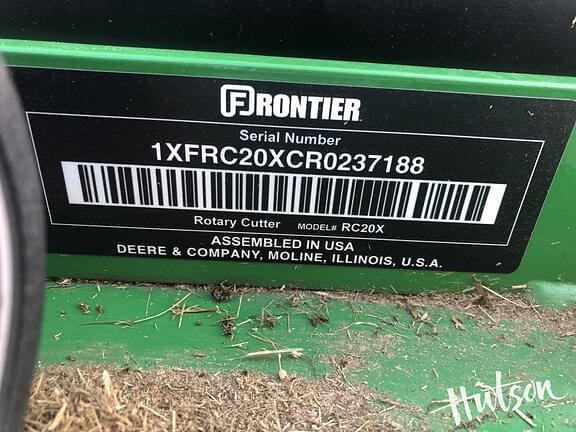 FRONTIER
Serial Number
1XFRC20XCR0237188
Rotary Cutter MODEL# RC20X
ASSEMBLED IN USA
DEERE & COMPANY, MOLINE, ILLINOIS, U.S.A.
Hutson